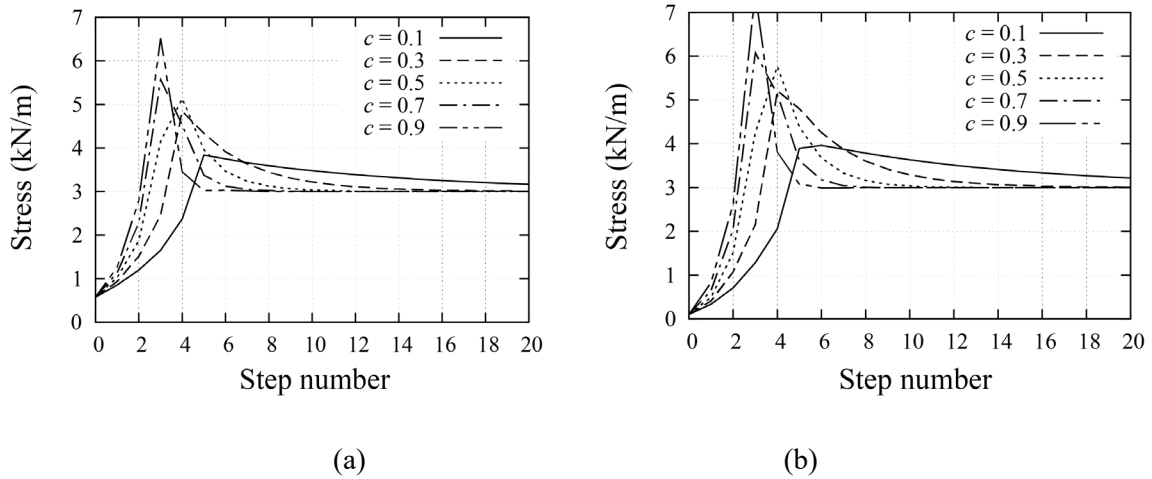 7
6
5
4
3
2
1
0
Stress (kN/m)
c = 0.1
c = 0.3
c = 0.5
c = 0.7
c = 0.9
0 2 4 6 8 10 12 14 16 18 20
Step number
(a)
7
6
5
4
3
2
1
0
Stress (kN/m)
c = 0.1
c = 0.3
c = 0.5
c = 0.7
c = 0.9
0 2 4 6 8 10 12 14 16 18 20
Step number
(b)